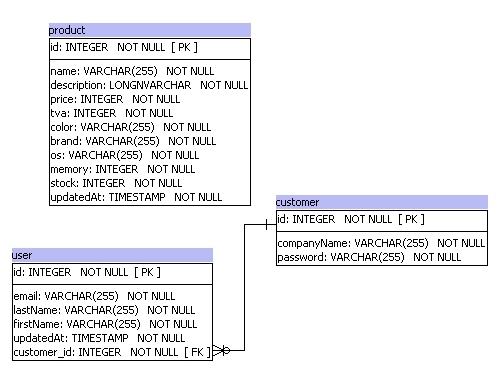 product
id: INTEGER NOT NULL [ PK ]
name: VARCHAR(255) NOT NULL
description: LONGNVARCHAR NOT NULL
price: INTEGER NOT NULL
tva: INTEGER NOT NULL
color: VARCHAR(255) NOT NULL
brand: VARCHAR(255) NOT NULL
os: VARCHAR(255) NOT NULL
memory: INTEGER NOT NULL
stock: INTEGER NOT NULL
updatedAt: TIMESTAMP NOT NULL
customer
id: INTEGER NOT NULL [ PK ]
companyName: VARCHAR(255) NOT NULL
password: VARCHAR(255) NOT NULL
user
id: INTEGER NOT NULL [ PK ]
email: VARCHAR(255) NOT NULL
lastName: VARCHAR(255) NOT NULL
firstName: VARCHAR(255) NOT NULL
updatedAt: TIMESTAMP NOT NULL
customer_id: INTEGER NOT NULL [ FK ]